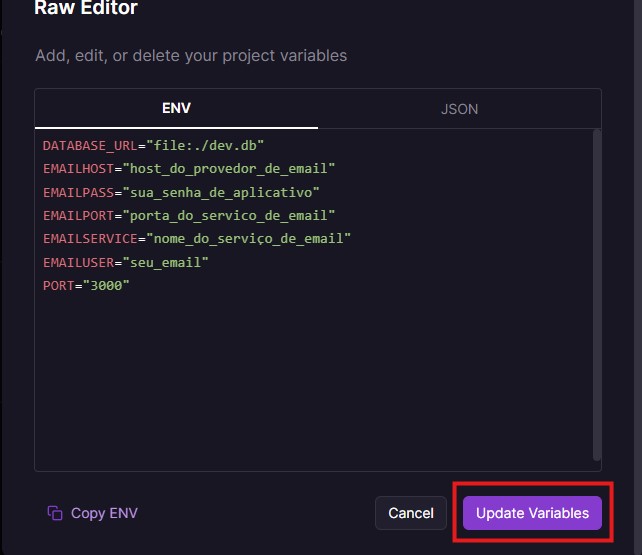 Raw Editor
Add, edit, or delete your project variables
ENV JSON
DATABASE_URL="file:./dev.db"
EMAILHOST="host_do_provedor_de_email"
EMAILPASS="sua_senha_de_aplicativo"
EMAILPORT="porta_do_servico_de_email"
EMAILSERVICE="nome_do_serviço_de_email"
EMAILUSER="seu_email"
PORT="3000"
Copy ENV Cancel Update Variables